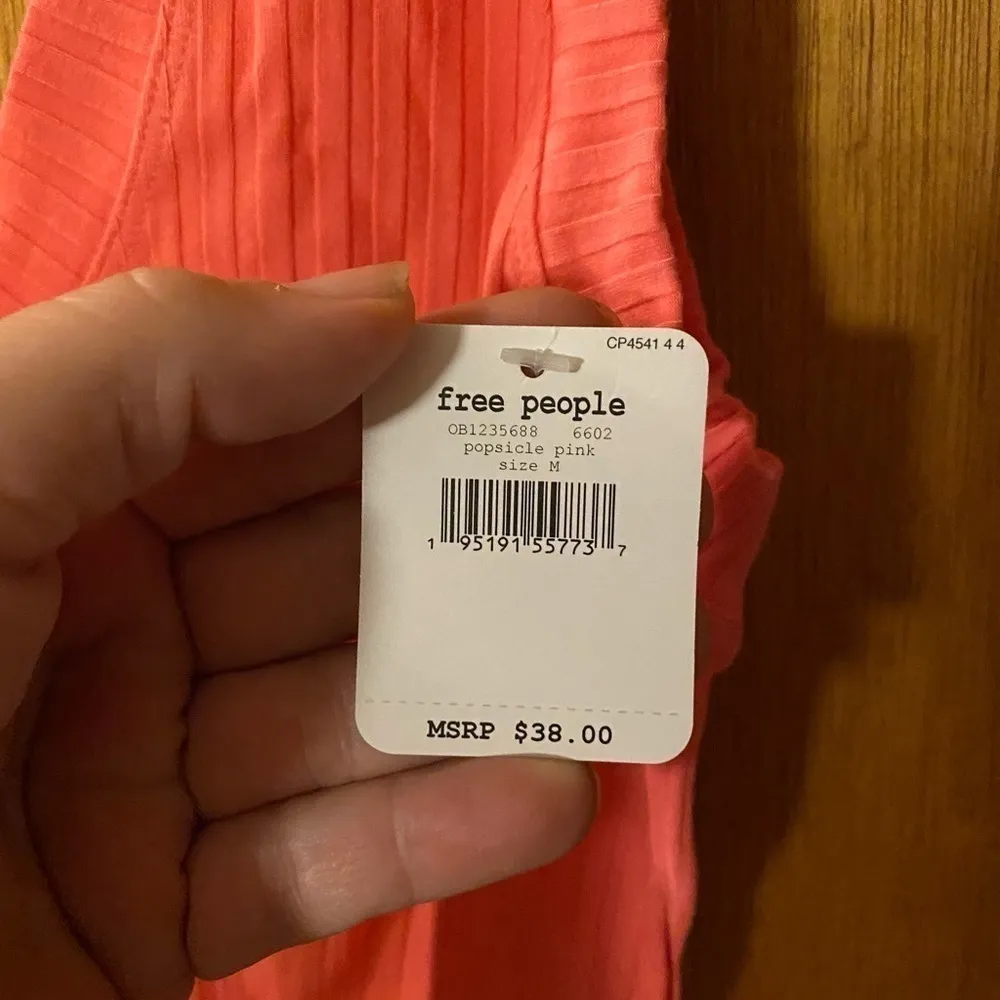 CP4541 4 4
free people
OB1235688 6602
popsicle pink
size M
1 95191 55773 7
MSRP $38.00